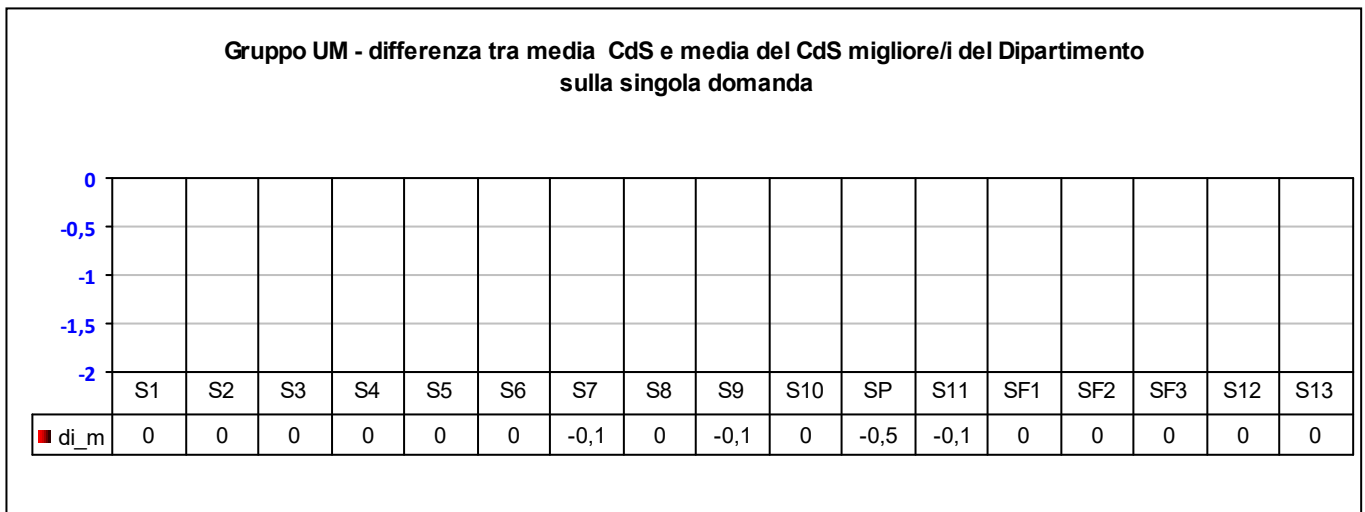 Gruppo UM - differenza tra media CdS e media del CdS migliore/i del Dipartimento
sulla singola domanda
0
-0,5
-1
-1,5
-2
S1 S2 S3 S4 S5 S6 S7 S8 S9 S10 SP S11 SF1 SF2 SF3 S12 S13
di_m 0 0 0 0 0 0 -0,1 0 -0,1 0 -0,5 -0,1 0 0 0 0 0